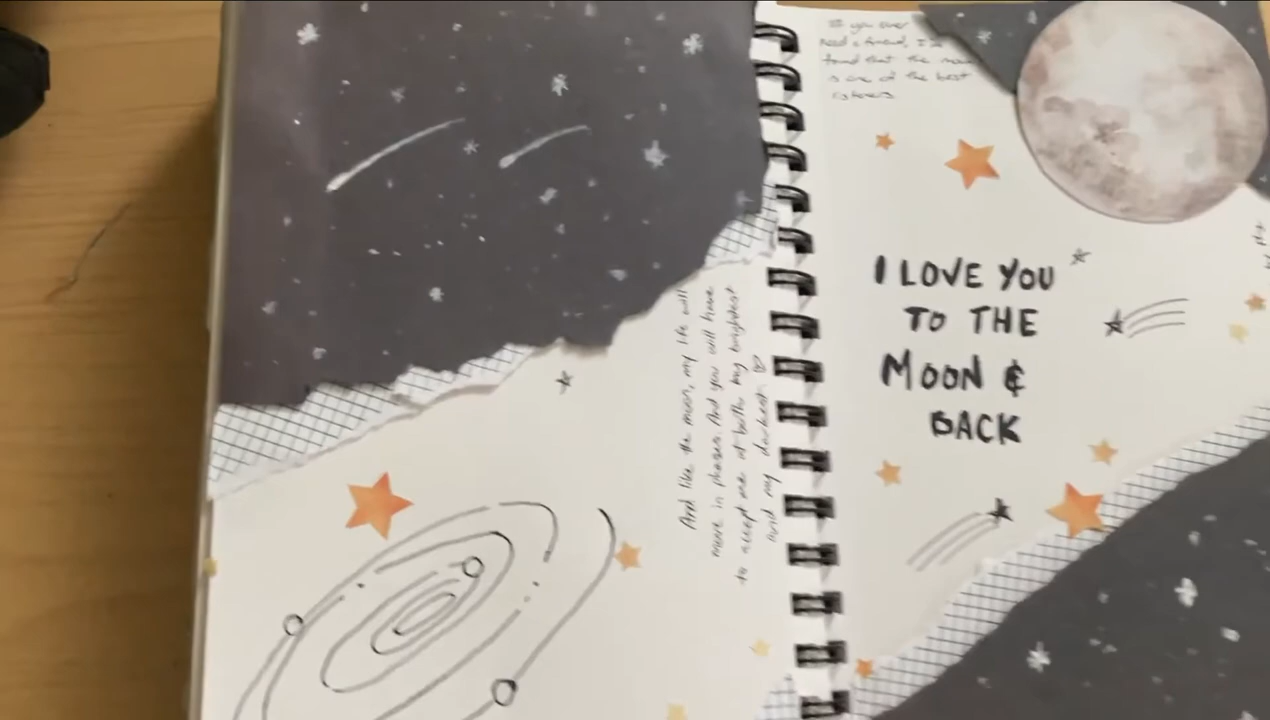 And like the moon, my life will
move in phases. And you will have
to accept me at both my brightest
and my darkest ♡
If you ever
need a friend, I've
found that the moon
is one of the best
listeners.
I LOVE YOU
TO THE
MOON &
BACK